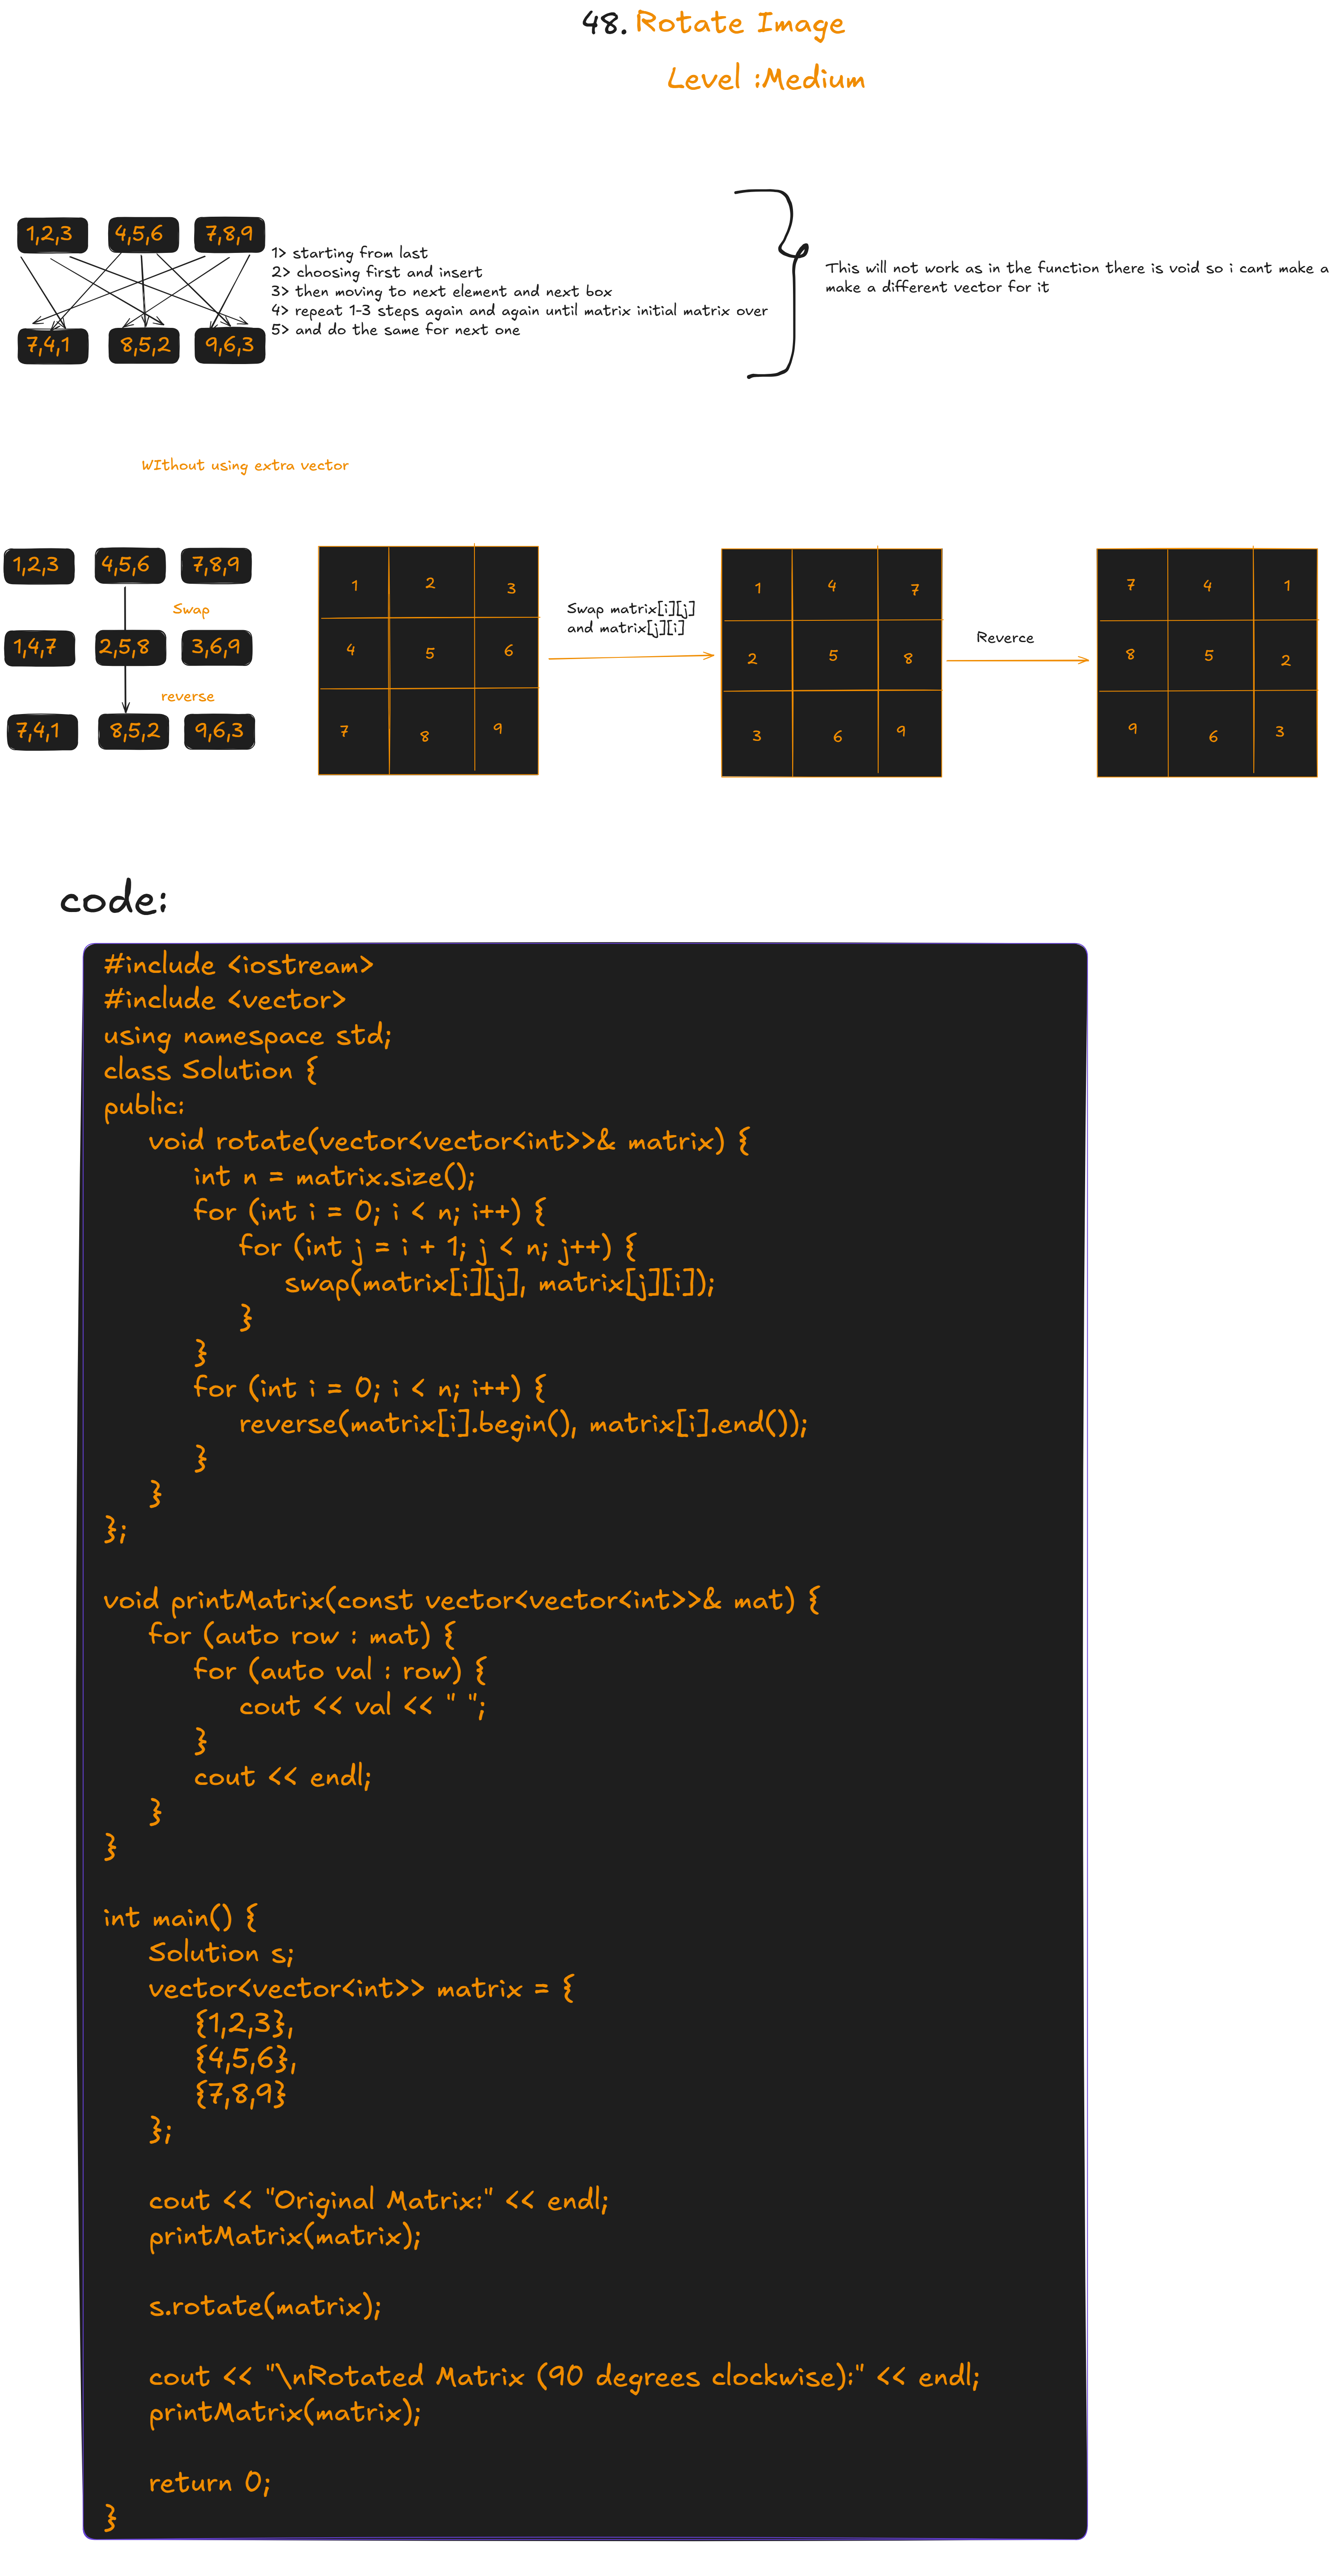 48. Rotate Image
Level :Medium
1,2,3 4,5,6 7,8,9
7,4,1 8,5,2 9,6,3
1> starting from last
2> choosing first and insert
3> then moving to next element and next box
4> repeat 1-3 steps again and again until matrix initial matrix over
5> and do the same for next one
This will not work as in the function there is void so i cant make a
make a different vector for it
WIthout using extra vector
1,2,3 4,5,6 7,8,9
Swap
1,4,7 2,5,8 3,6,9
reverse
7,4,1 8,5,2 9,6,3
1 2 3
4 5 6
7 8 9
Swap matrix[i][j]
and matrix[j][i]
1 4 7
2 5 8
3 6 9
Reverce
7 4 1
8 5 2
9 6 3
code:
#include <iostream>
#include <vector>
using namespace std;
class Solution {
public:
void rotate(vector<vector<int>>& matrix) {
int n = matrix.size();
for (int i = 0; i < n; i++) {
for (int j = i + 1; j < n; j++) {
swap(matrix[i][j], matrix[j][i]);
}
}
for (int i = 0; i < n; i++) {
reverse(matrix[i].begin(), matrix[i].end());
}
}
};
void printMatrix(const vector<vector<int>>& mat) {
for (auto row : mat) {
for (auto val : row) {
cout << val << " ";
}
cout << endl;
}
}
int main() {
Solution s;
vector<vector<int>> matrix = {
{1,2,3},
{4,5,6},
{7,8,9}
};
cout << "Original Matrix:" << endl;
printMatrix(matrix);
s.rotate(matrix);
cout << "\nRotated Matrix (90 degrees clockwise):" << endl;
printMatrix(matrix);
return 0;
}